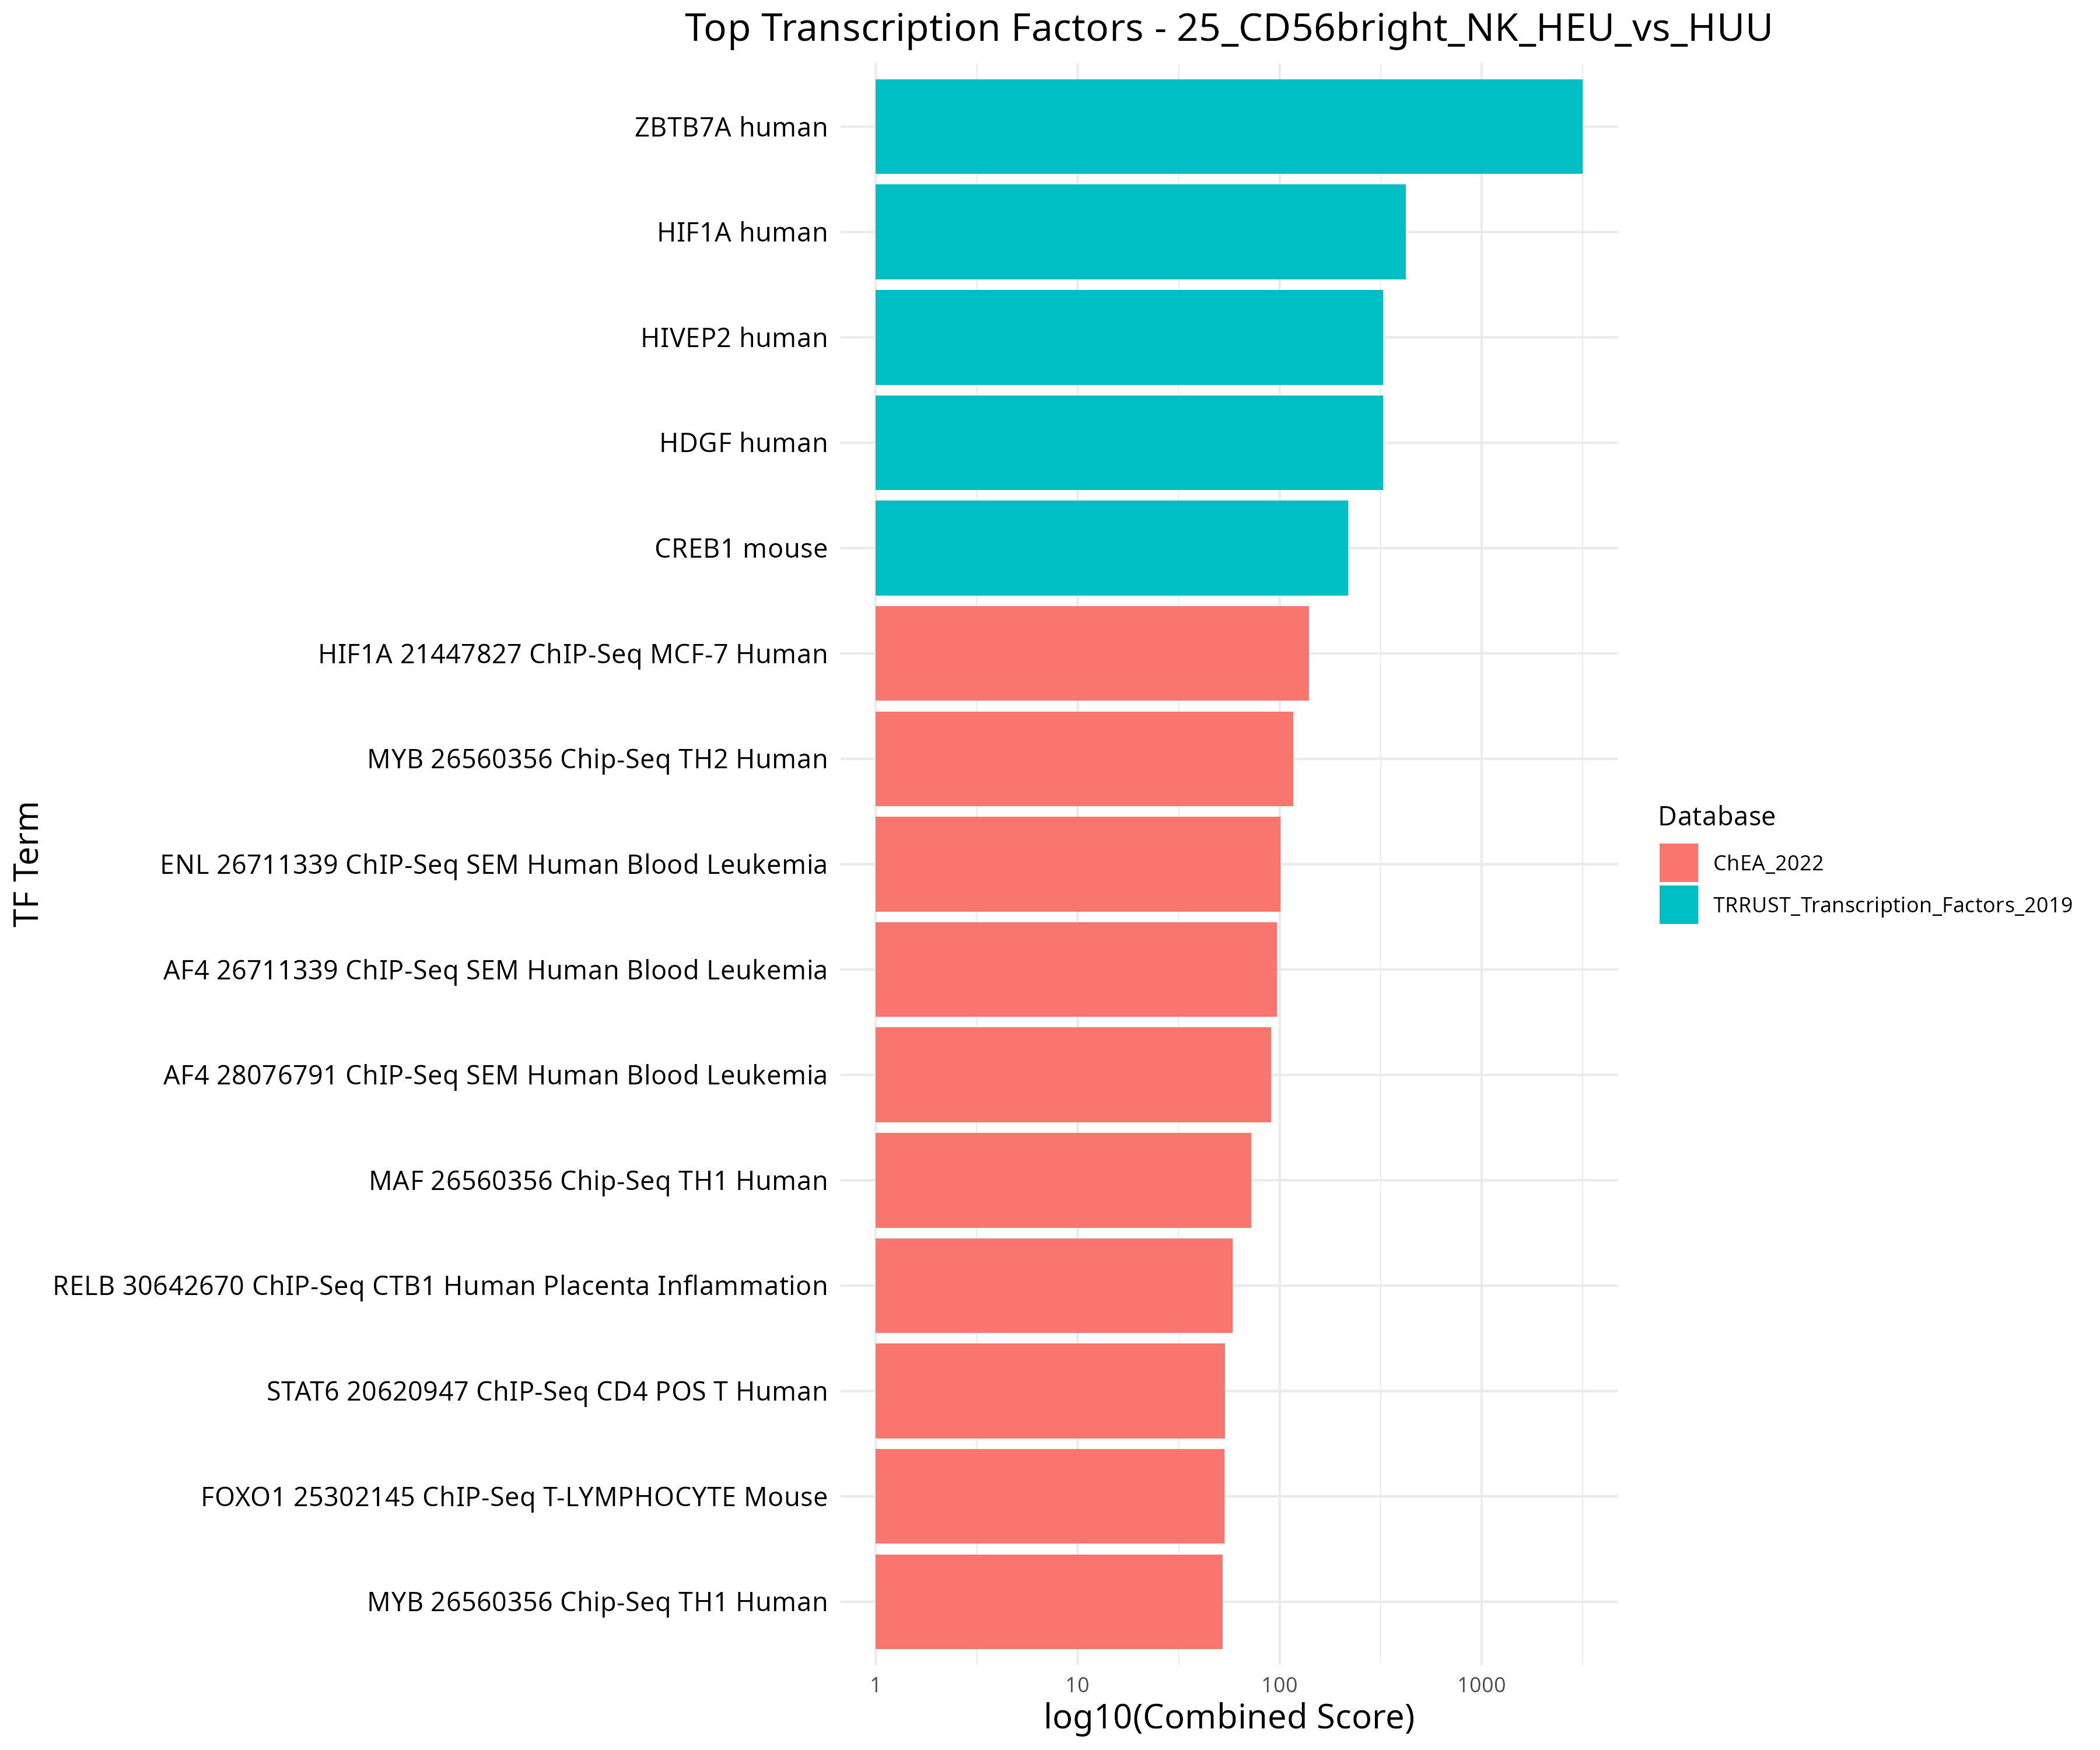 Top Transcription Factors - 25_CD56bright_NK_HEU_vs_HUU
TF Term
ZBTB7A human
HIF1A human
HIVEP2 human
HDGF human
CREB1 mouse
HIF1A 21447827 ChIP-Seq MCF-7 Human
MYB 26560356 Chip-Seq TH2 Human
ENL 26711339 ChIP-Seq SEM Human Blood Leukemia
AF4 26711339 ChIP-Seq SEM Human Blood Leukemia
AF4 28076791 ChIP-Seq SEM Human Blood Leukemia
MAF 26560356 Chip-Seq TH1 Human
RELB 30642670 ChIP-Seq CTB1 Human Placenta Inflammation
STAT6 20620947 ChIP-Seq CD4 POS T Human
FOXO1 25302145 ChIP-Seq T-LYMPHOCYTE Mouse
MYB 26560356 Chip-Seq TH1 Human
1 10 100 1000
log10(Combined Score)
Database
ChEA_2022
TRRUST_Transcription_Factors_2019